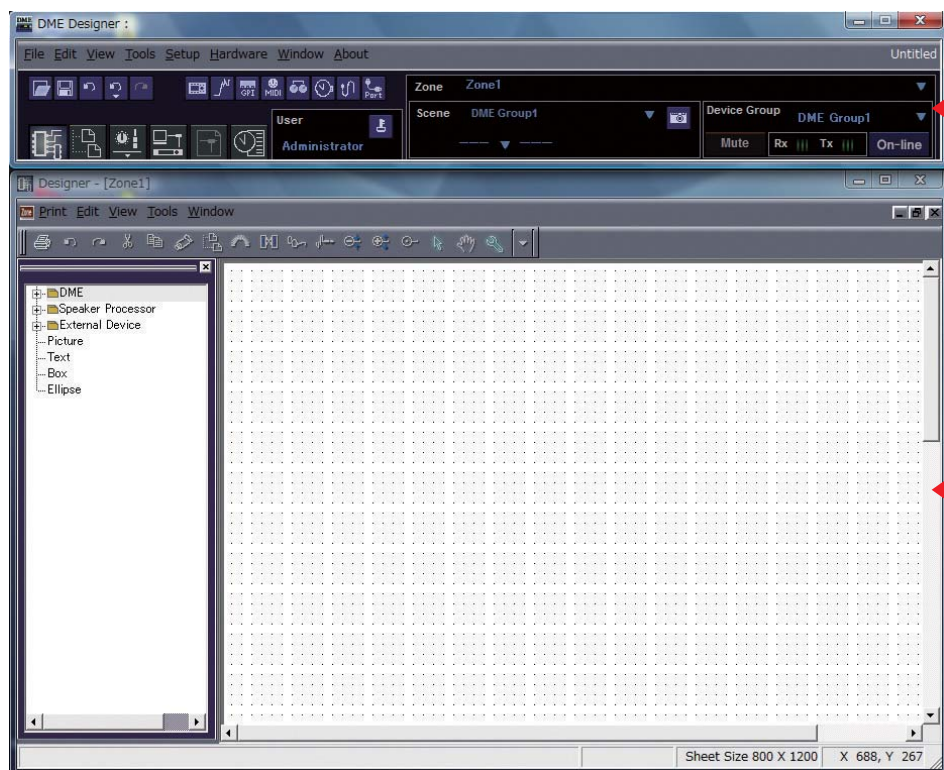 DME Designer :
File Edit View Tools Setup Hardware Window About Untitled
GPI MIDI Port
Zone Zone1
User Administrator
Scene DME Group1
--- ▼ ---
Device Group DME Group1
Mute Rx Tx On-line
Designer - [Zone1]
Zone Print Edit View Tools Window
DME
Speaker Processor
External Device
Picture
Text
Box
Ellipse
Sheet Size 800 X 1200 X 688, Y 267